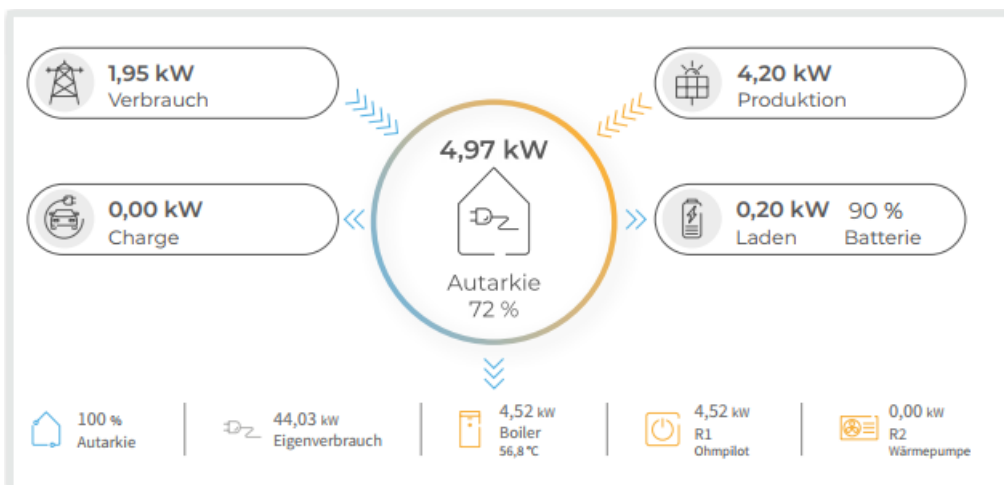 1,95 kW
Verbrauch
4,20 kW
Produktion
4,97 kW
0,00 kW
Charge
0,20 kW 90 %
Laden Batterie
Autarkie
72 %
100 %
Autarkie
44,03 kW
Eigenverbrauch
4,52 kW
Boiler
56,8 °C
4,52 kW
R1
Ohmpilot
0,00 kW
R2
Wärmepumpe